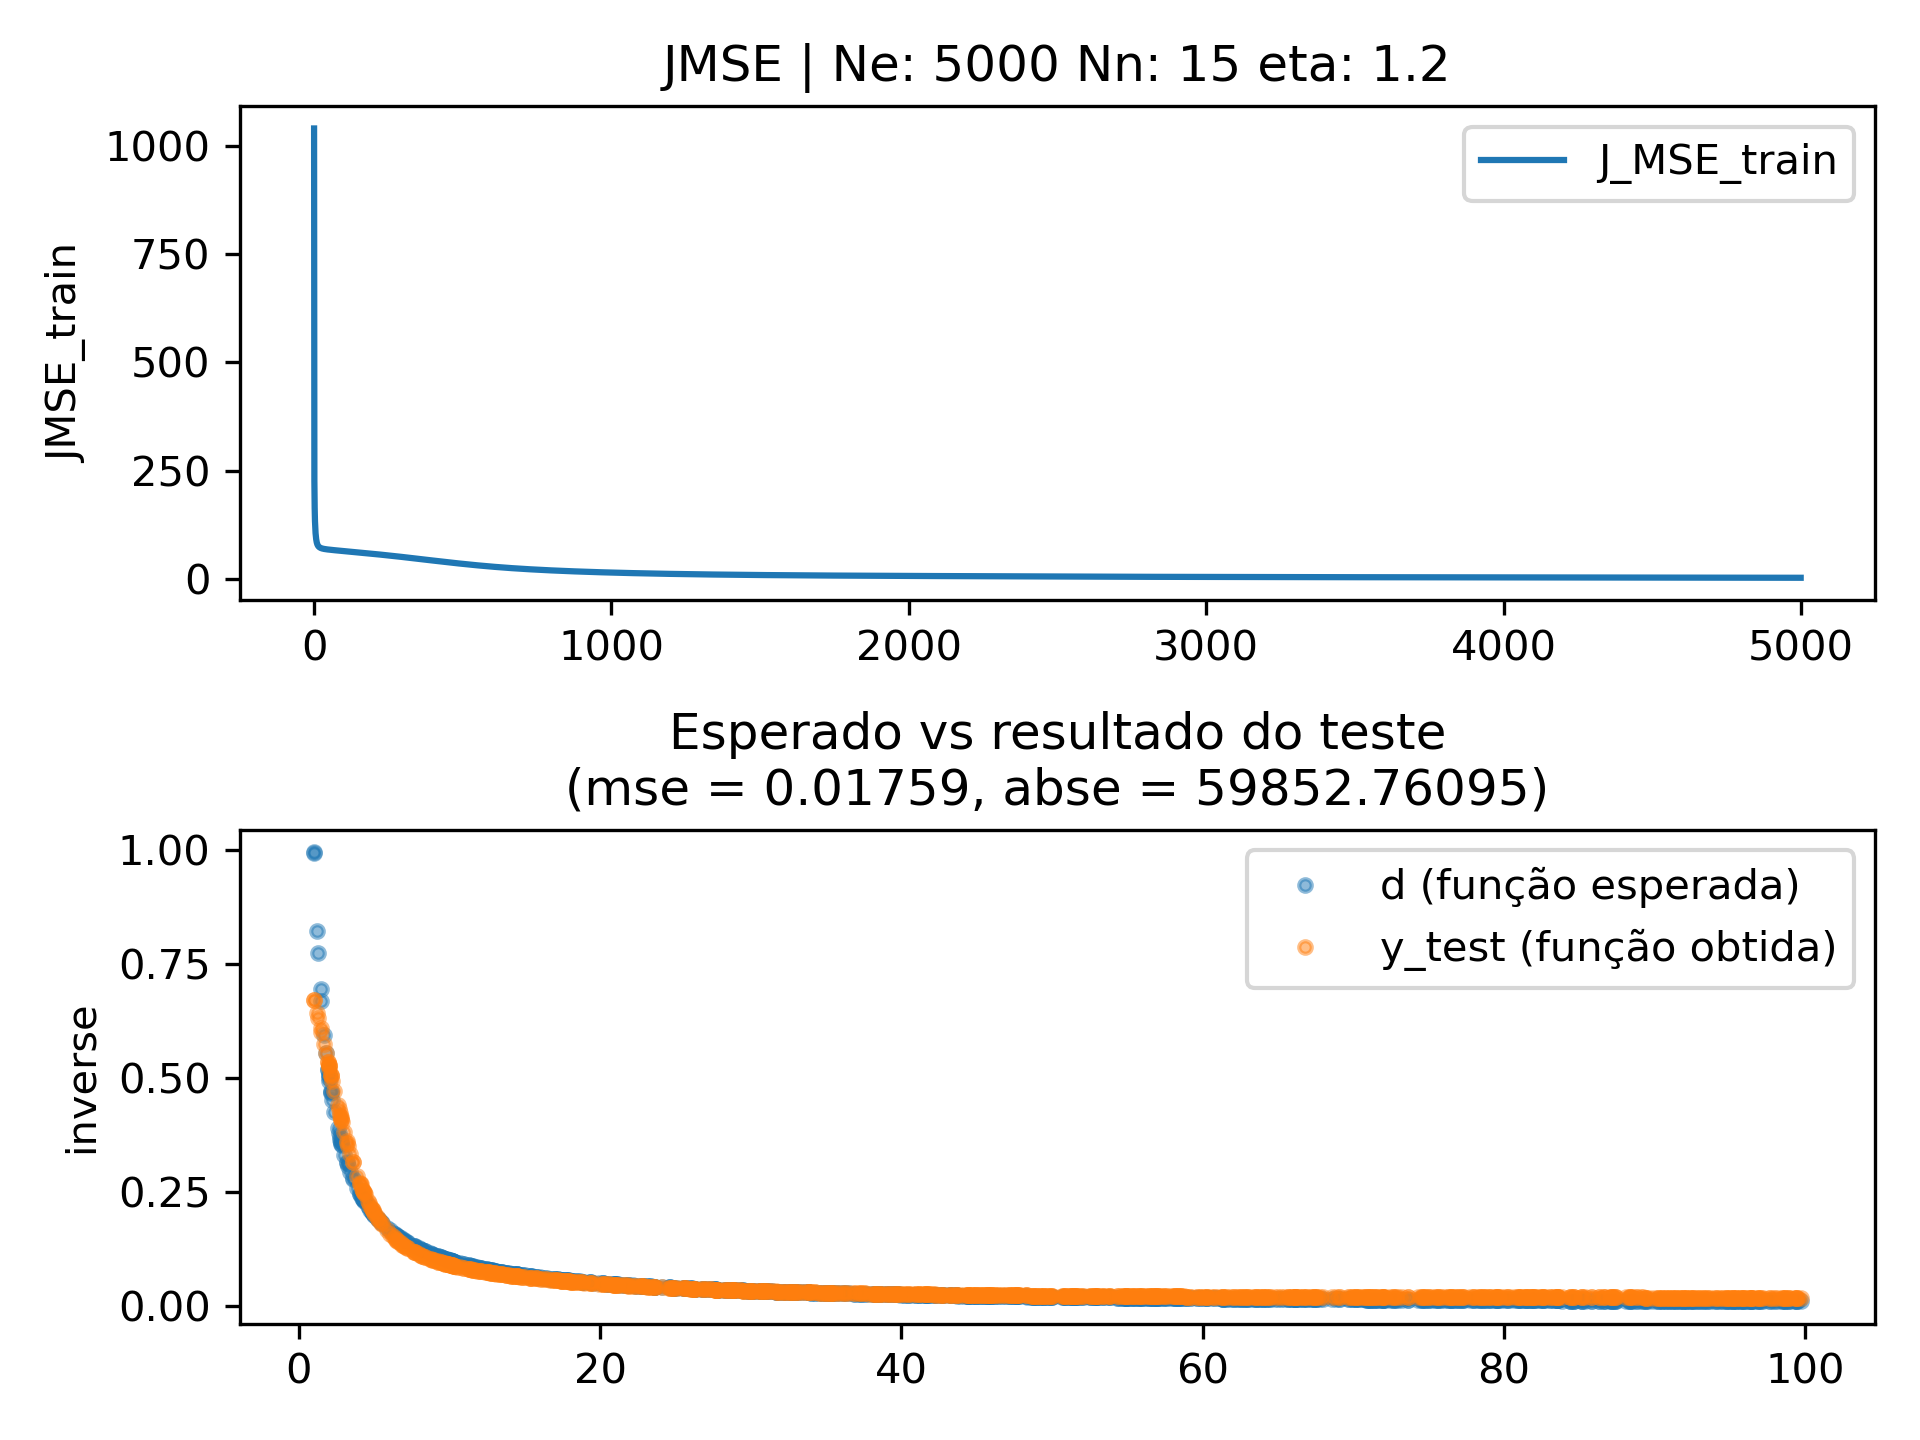 JMSE | Ne: 5000 Nn: 15 eta: 1.2
1000
750
500
250
0
JMSE_train
J_MSE_train
0 1000 2000 3000 4000 5000
Esperado vs resultado do teste
(mse = 0.01759, abse = 59852.76095)
1.00
0.75
0.50
0.25
0.00
inverse
d (função esperada)
y_test (função obtida)
0 20 40 60 80 100